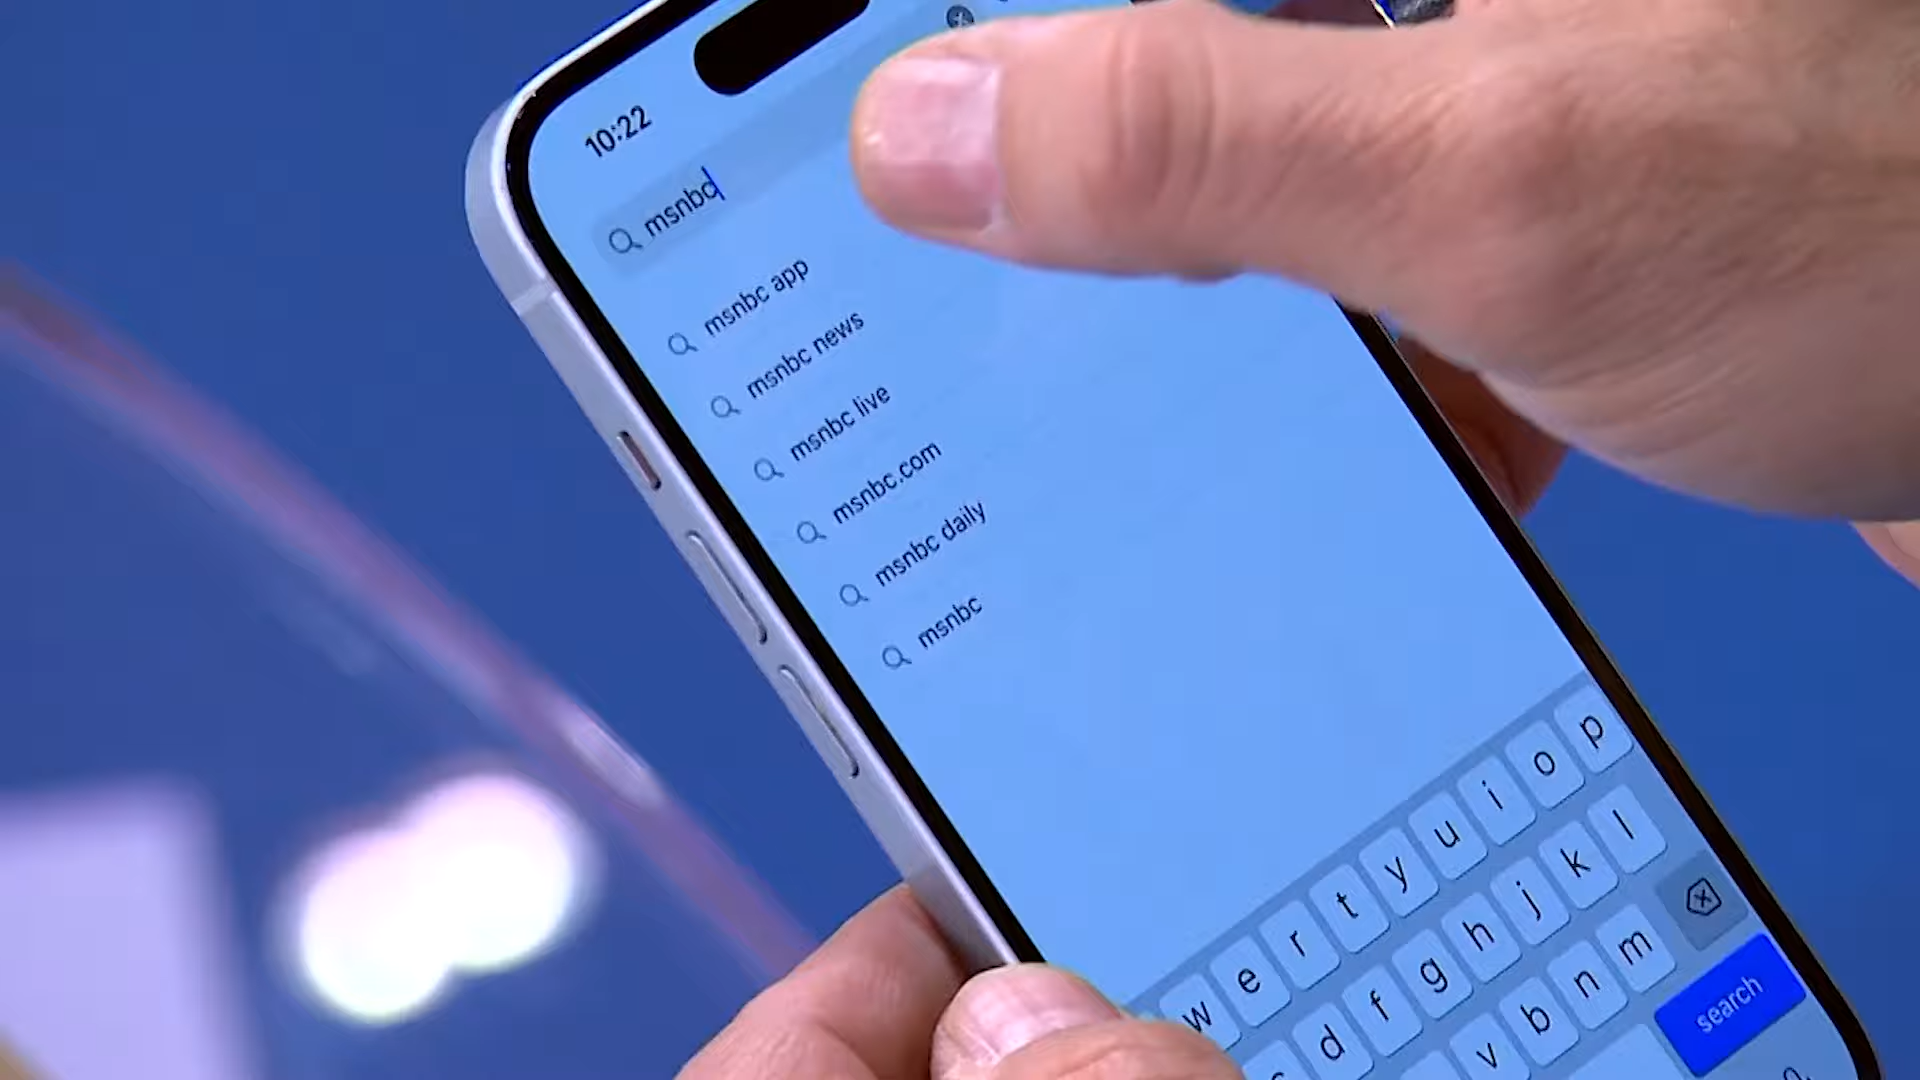 10:22
msnbc
msnbc app
msnbc news
msnbc live
msnbc.com
msnbc daily
msnbc
w e r t y u i o p
d f g h j k l
v b n m
search